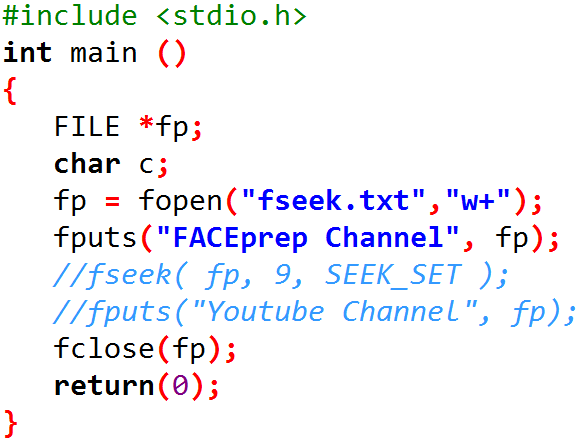 #include <stdio.h>
int main ()
{
FILE *fp;
char c;
fp = fopen("fseek.txt","w+");
fputs("FACEprep Channel", fp);
//fseek( fp, 9, SEEK_SET );
//fputs("Youtube Channel", fp);
fclose(fp);
return(0);
}